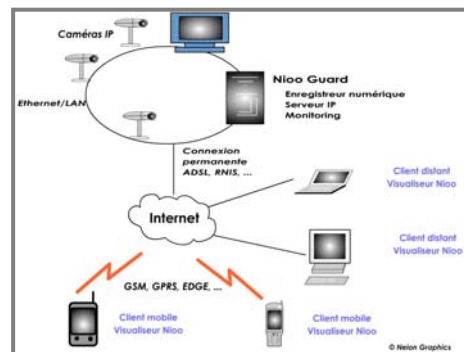 Caméras IP
Nioo Guard
Enregistreur numérique
Serveur IP
Monitoring
Ethernet/LAN
Connexion
permanente
ADSL, RNIS, ...
Client distant
Visualiseur Nioo
Internet
Client distant
Visualiseur Nioo
GSM, GPRS, EDGE, ...
Client mobile
Visualiseur Nioo
Client mobile
Visualiseur Nioo
© Neion Graphics